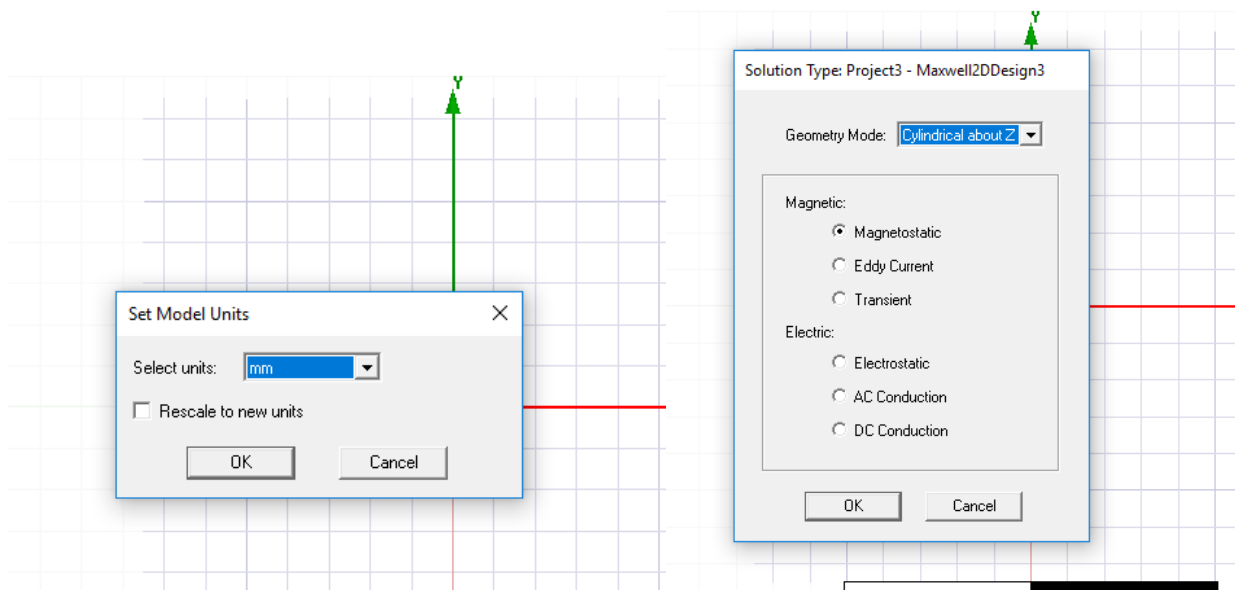 Y
Set Model Units
Select units: mm
Rescale to new units
OK Cancel
Y
Solution Type: Project3 - Maxwell2DDesign3
Geometry Mode: Cylindrical about Z
Magnetic:
Magnetostatic
Eddy Current
Transient
Electric:
Electrostatic
AC Conduction
DC Conduction
OK Cancel